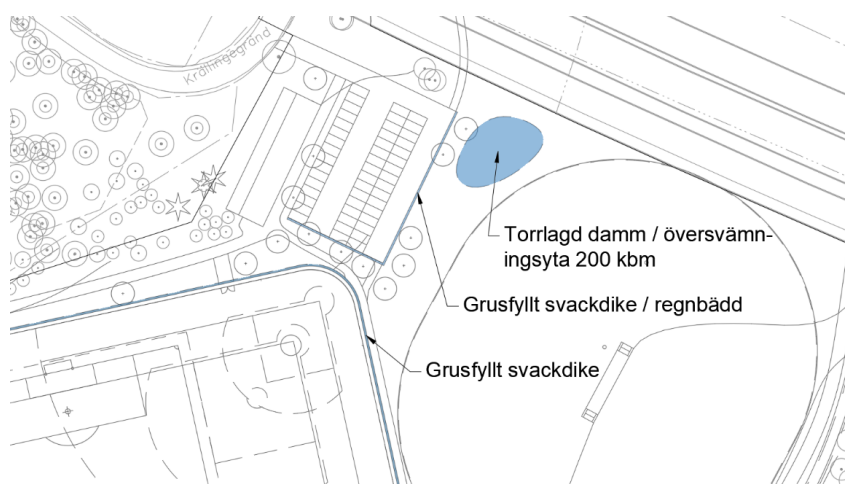 Krällingegränd
Torrlagd damm / översvämn-
ingsyta 200 kbm
Grusfyllt svackdike / regnbädd
Grusfyllt svackdike